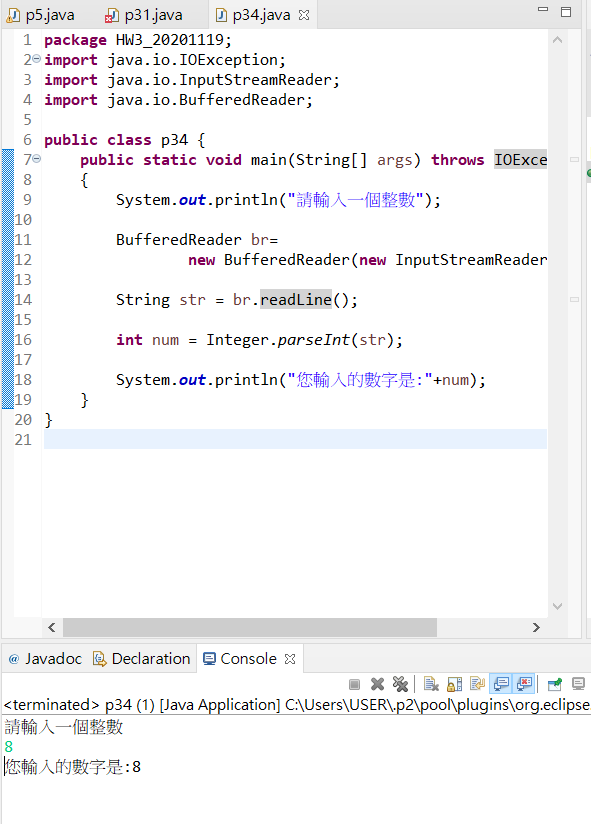 p5.java p31.java p34.java
1 package HW3_20201119;
2 import java.io.IOException;
3 import java.io.InputStreamReader;
4 import java.io.BufferedReader;
5
6 public class p34 {
7 public static void main(String[] args) throws IOExce
8 {
9 System.out.println("請輸入一個整數");
10
11 BufferedReader br=
12 new BufferedReader(new InputStreamReader
13
14 String str = br.readLine();
15
16 int num = Integer.parseInt(str);
17
18 System.out.println("您輸入的數字是:"+num);
19 }
20 }
21
@ Javadoc Declaration Console
<terminated> p34 (1) [Java Application] C:\Users\USER\.p2\pool\plugins\org.eclipse.
請輸入一個整數
8
您輸入的數字是:8